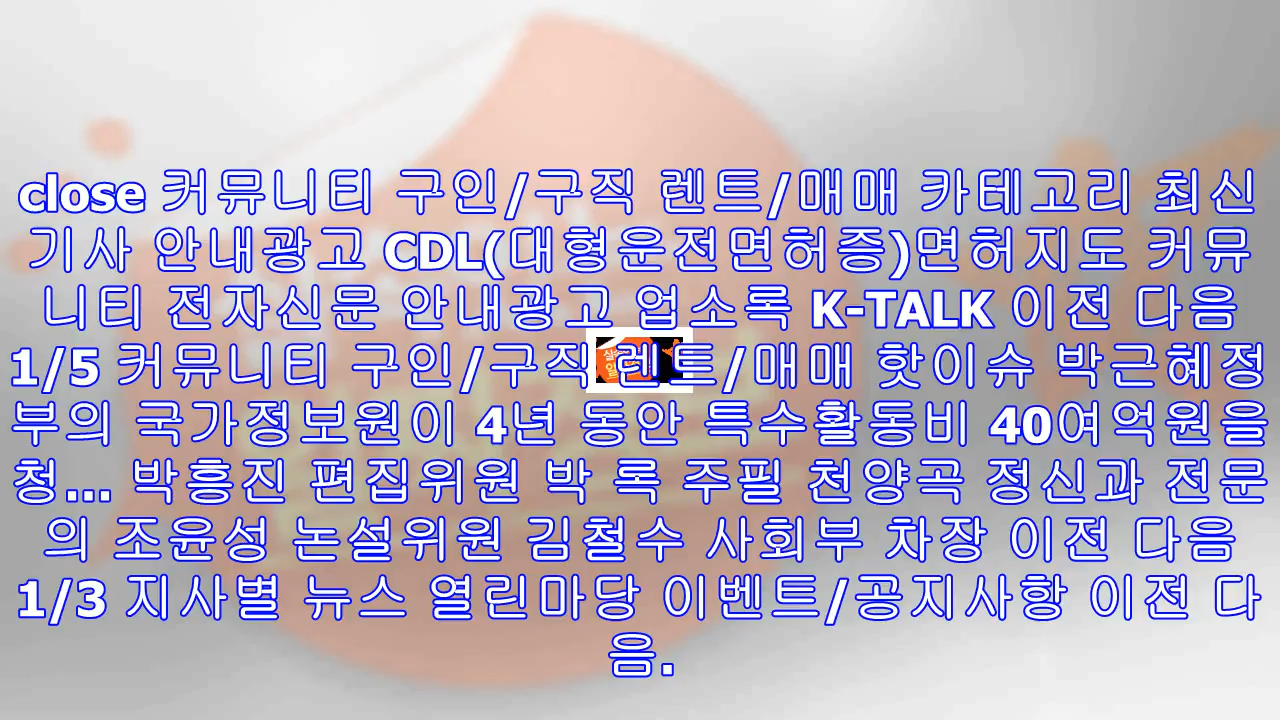 close 커뮤니티 구인/구직 렌트/매매 카테고리 최신
기사 안내광고 CDL(대형운전면허증)면허지도 커뮤
니티 전자신문 안내광고 업소록 K-TALK 이전 다음
1/5 커뮤니티 구인/구직 렌트/매매 핫이슈 박근혜정
부의 국가정보원이 4년 동안 특수활동비 40여억원을
청... 박흥진 편집위원 박 록 주필 천양곡 정신과 전문
의 조윤성 논설위원 김철수 사회부 차장 이전 다음
1/3 지사별 뉴스 열린마당 이벤트/공지사항 이전 다
음.